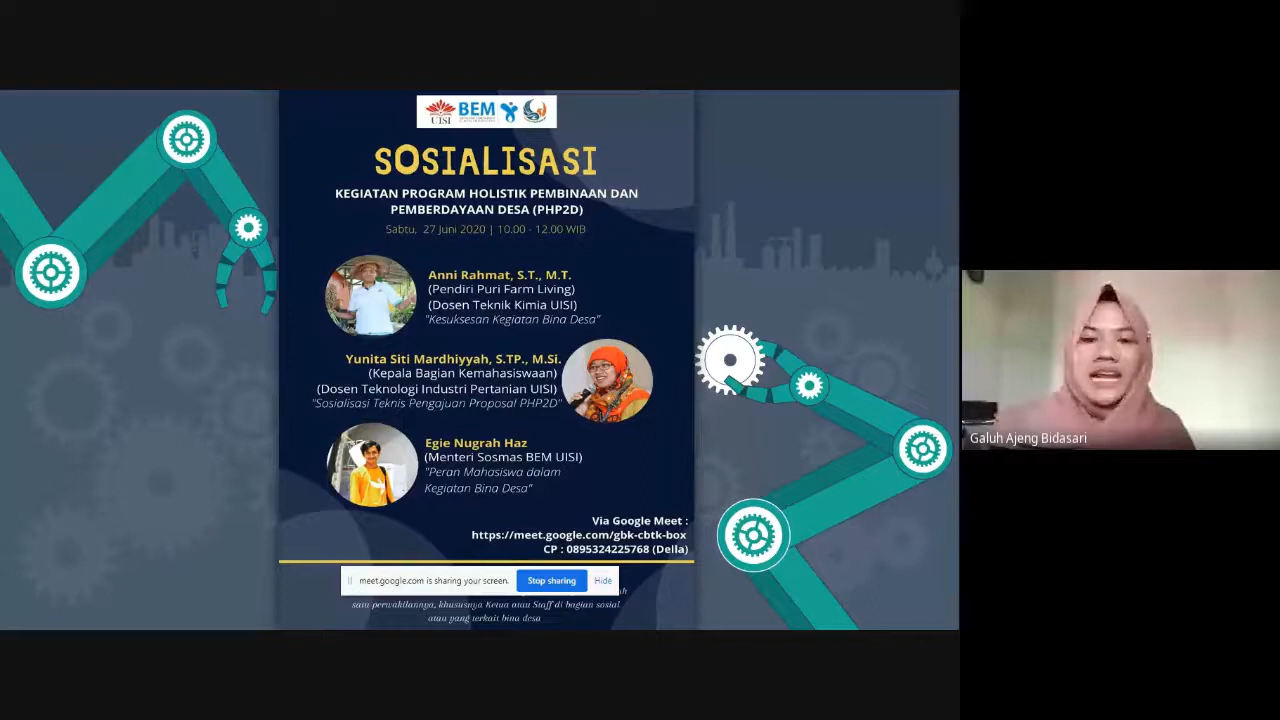 UISI
BEM
SOSIALISASI
KEGIATAN PROGRAM HOLISTIK PEMBINAAN DAN
PEMBERDAYAAN DESA (PHP2D)
Sabtu, 27 Juni 2020 | 10.00 - 12.00 WIB
Anni Rahmat, S.T., M.T.
(Pendiri Puri Farm Living)
(Dosen Teknik Kimia UISI)
"Kesuksesan Kegiatan Bina Desa"
Yunita Siti Mardhiyyah, S.TP., M.Si.
(Kepala Bagian Kemahasiswaan)
(Dosen Teknologi Industri Pertanian UISI)
"Sosialisasi Teknis Pengajuan Proposal PHP2D"
Egie Nugrah Haz
(Menteri Sosmas BEM UISI)
"Peran Mahasiswa dalam
Kegiatan Bina Desa"
Via Google Meet :
https://meet.google.com/gbk-cbtk-box
CP : 0895324225768 (Della)
meet.google.com is sharing your screen. Stop sharing Hide
satu perwakilannya, khususnya Ketua atau Staff di bagian sosial
atau yang terkait bina desa
Galuh Ajeng Bidasari